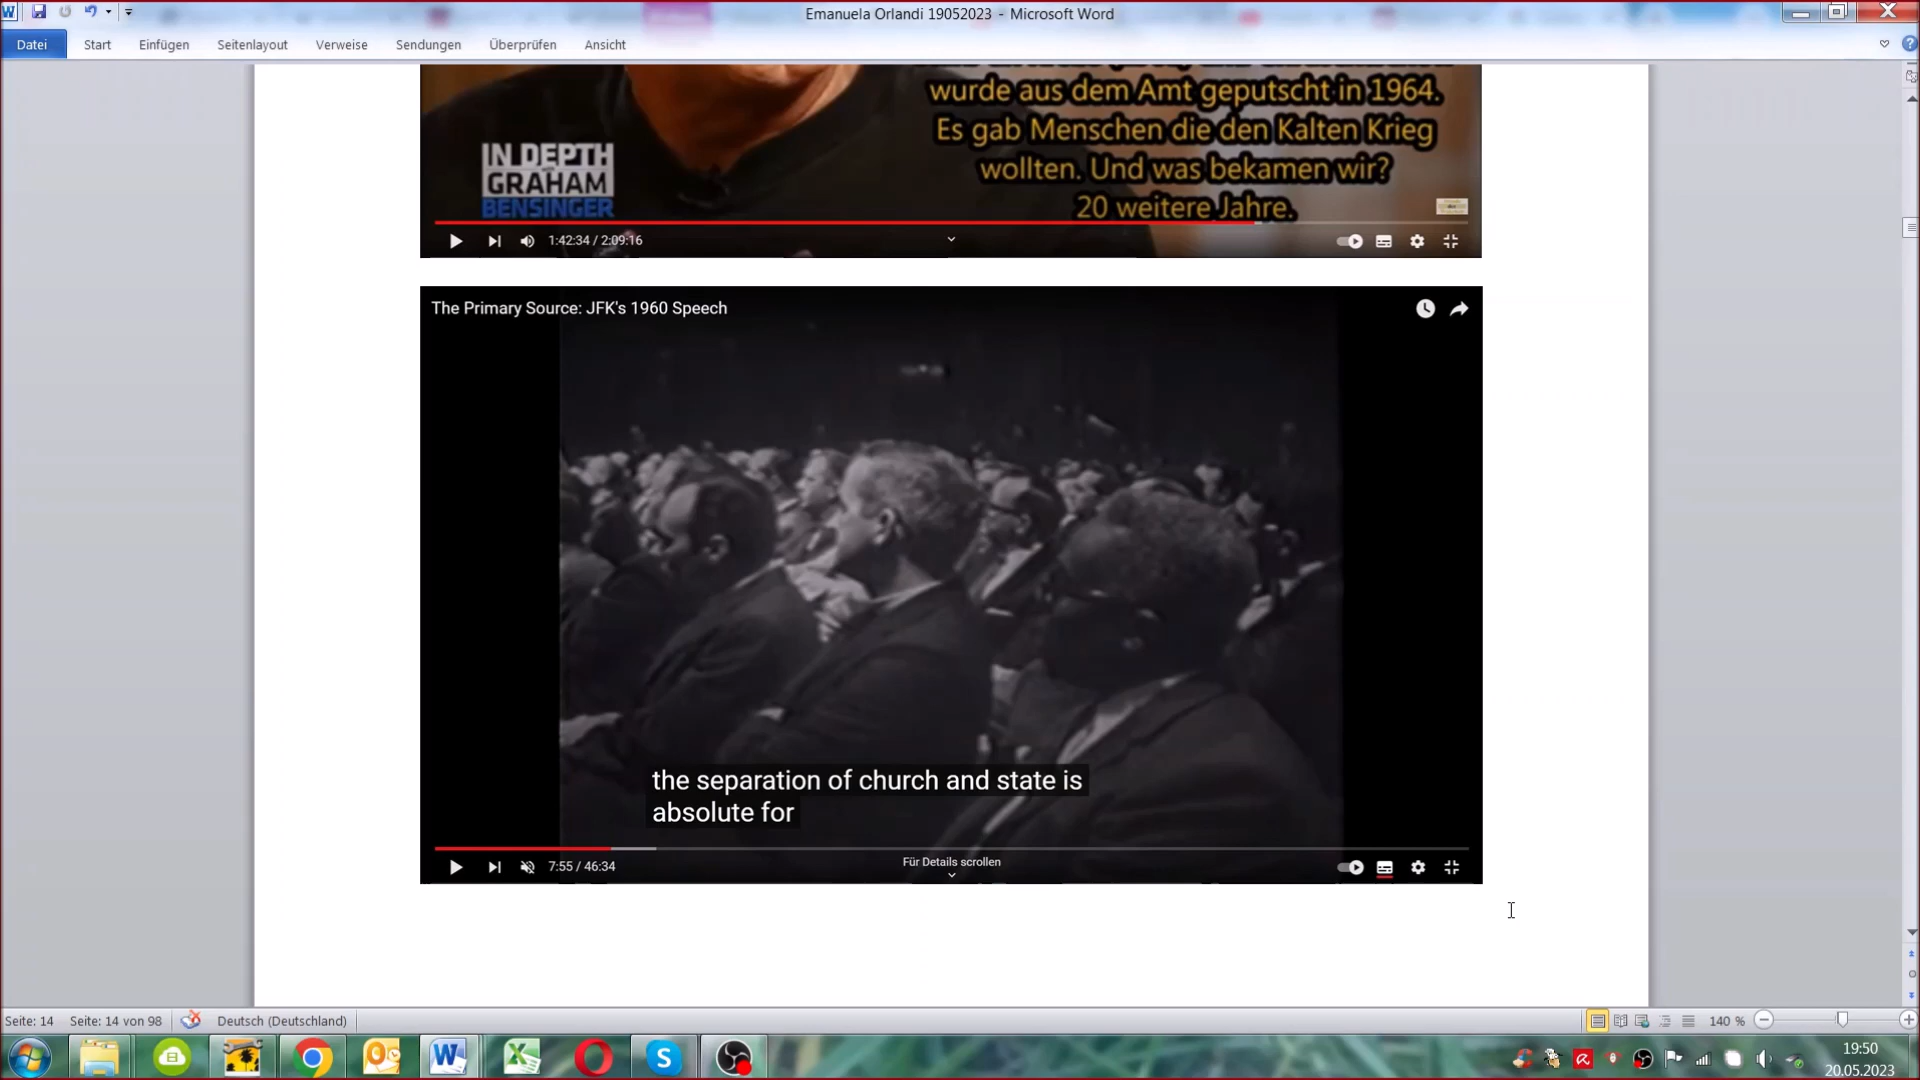 Emanuela Orlandi 19052023 - Microsoft Word
Datei Start Einfügen Seitenlayout Verweise Sendungen Überprüfen Ansicht
wurde aus dem Amt geputscht in 1964.
Es gab Menschen die den Kalten Krieg
wollten. Und was bekamen wir?
20 weitere Jahre.
IN DEPTH
GRAHAM
BENSINGER
1:42:34 / 2:09:16
The Primary Source: JFK's 1960 Speech
the separation of church and state is
absolute for
7:55 / 46:34
Für Details scrollen
Seite: 14 Seite: 14 von 98 Deutsch (Deutschland) 140 %
19:50
20.05.2023